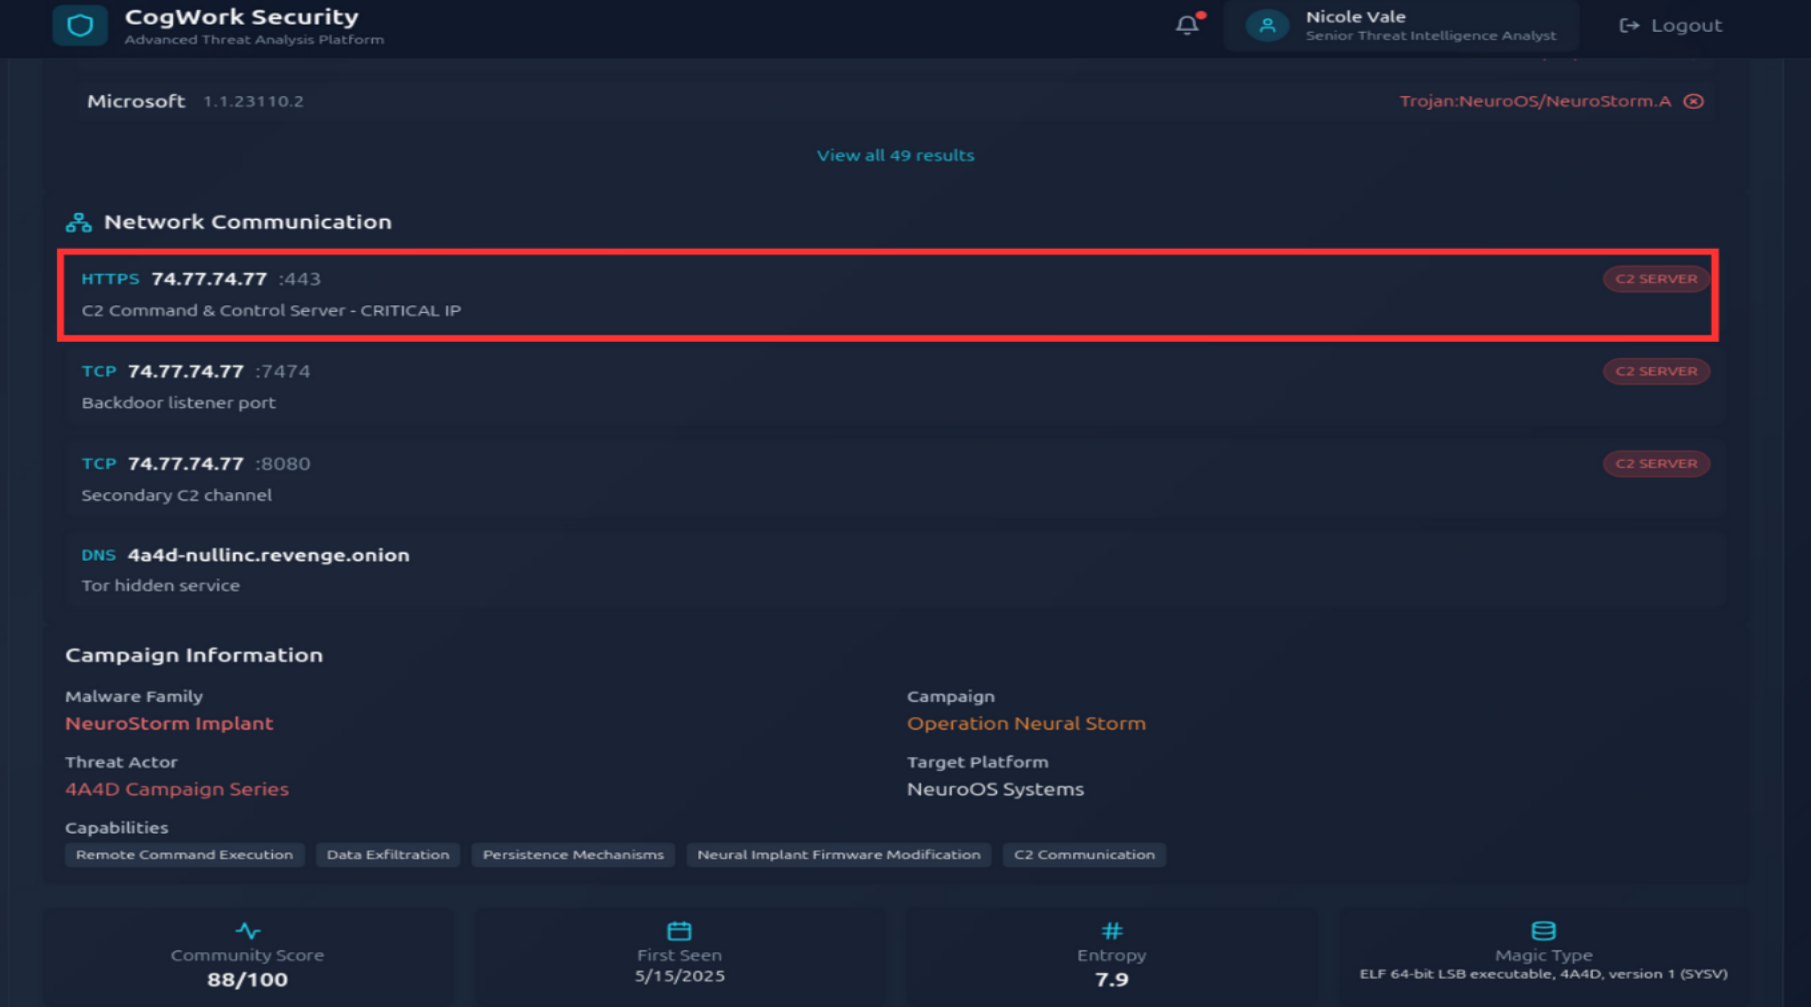 CogWork Security
Advanced Threat Analysis Platform
Nicole Vale
Senior Threat Intelligence Analyst
Logout
Microsoft 1.1.23110.2
Trojan:NeuroOS/NeuroStorm.A
View all 49 results
Network Communication
HTTPS 74.77.74.77 :443
C2 SERVER
C2 Command & Control Server - CRITICAL IP
TCP 74.77.74.77 :7474
C2 SERVER
Backdoor listener port
TCP 74.77.74.77 :8080
C2 SERVER
Secondary C2 channel
DNS 4a4d-nullinc.revenge.onion
Tor hidden service
Campaign Information
Malware Family
NeuroStorm Implant
Campaign
Operation Neural Storm
Threat Actor
4A4D Campaign Series
Target Platform
NeuroOS Systems
Capabilities
Remote Command Execution
Data Exfiltration
Persistence Mechanisms
Neural Implant Firmware Modification
C2 Communication
Community Score
88/100
First Seen
5/15/2025
Entropy
7.9
Magic Type
ELF 64-bit LSB executable, 4A4D, version 1 (SYSV)